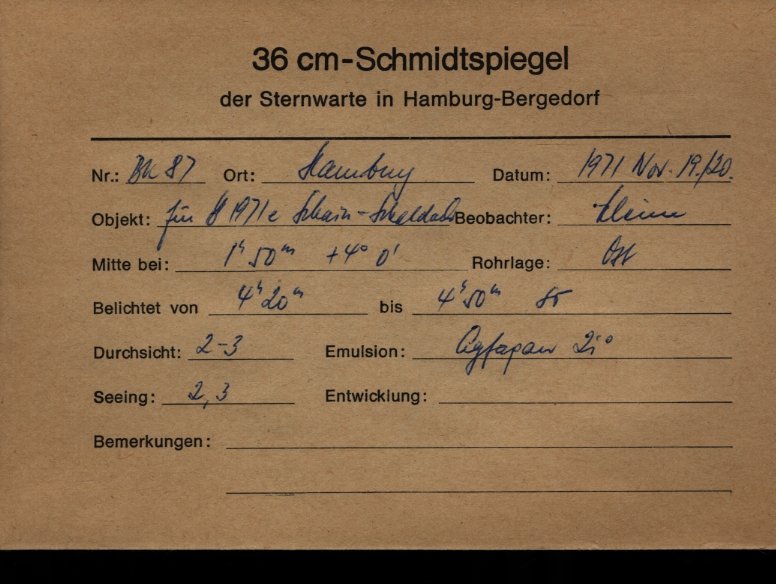 36 cm-Schmidtspiegel
der Sternwarte in Hamburg-Bergedorf
Nr.: BK 87 Ort: Hamburg Datum: 1971 Nov. 19./20.
Objekt: für 1971e Schain-Schaldach Beobachter:
Mitte bei: 1h 50m +4° 0' Rohrlage: Ost
Belichtet von 4h 20m bis 4h 50m
Durchsicht: 2-3 Emulsion: Agfapan
Seeing: 2,3 Entwicklung:
Bemerkungen: